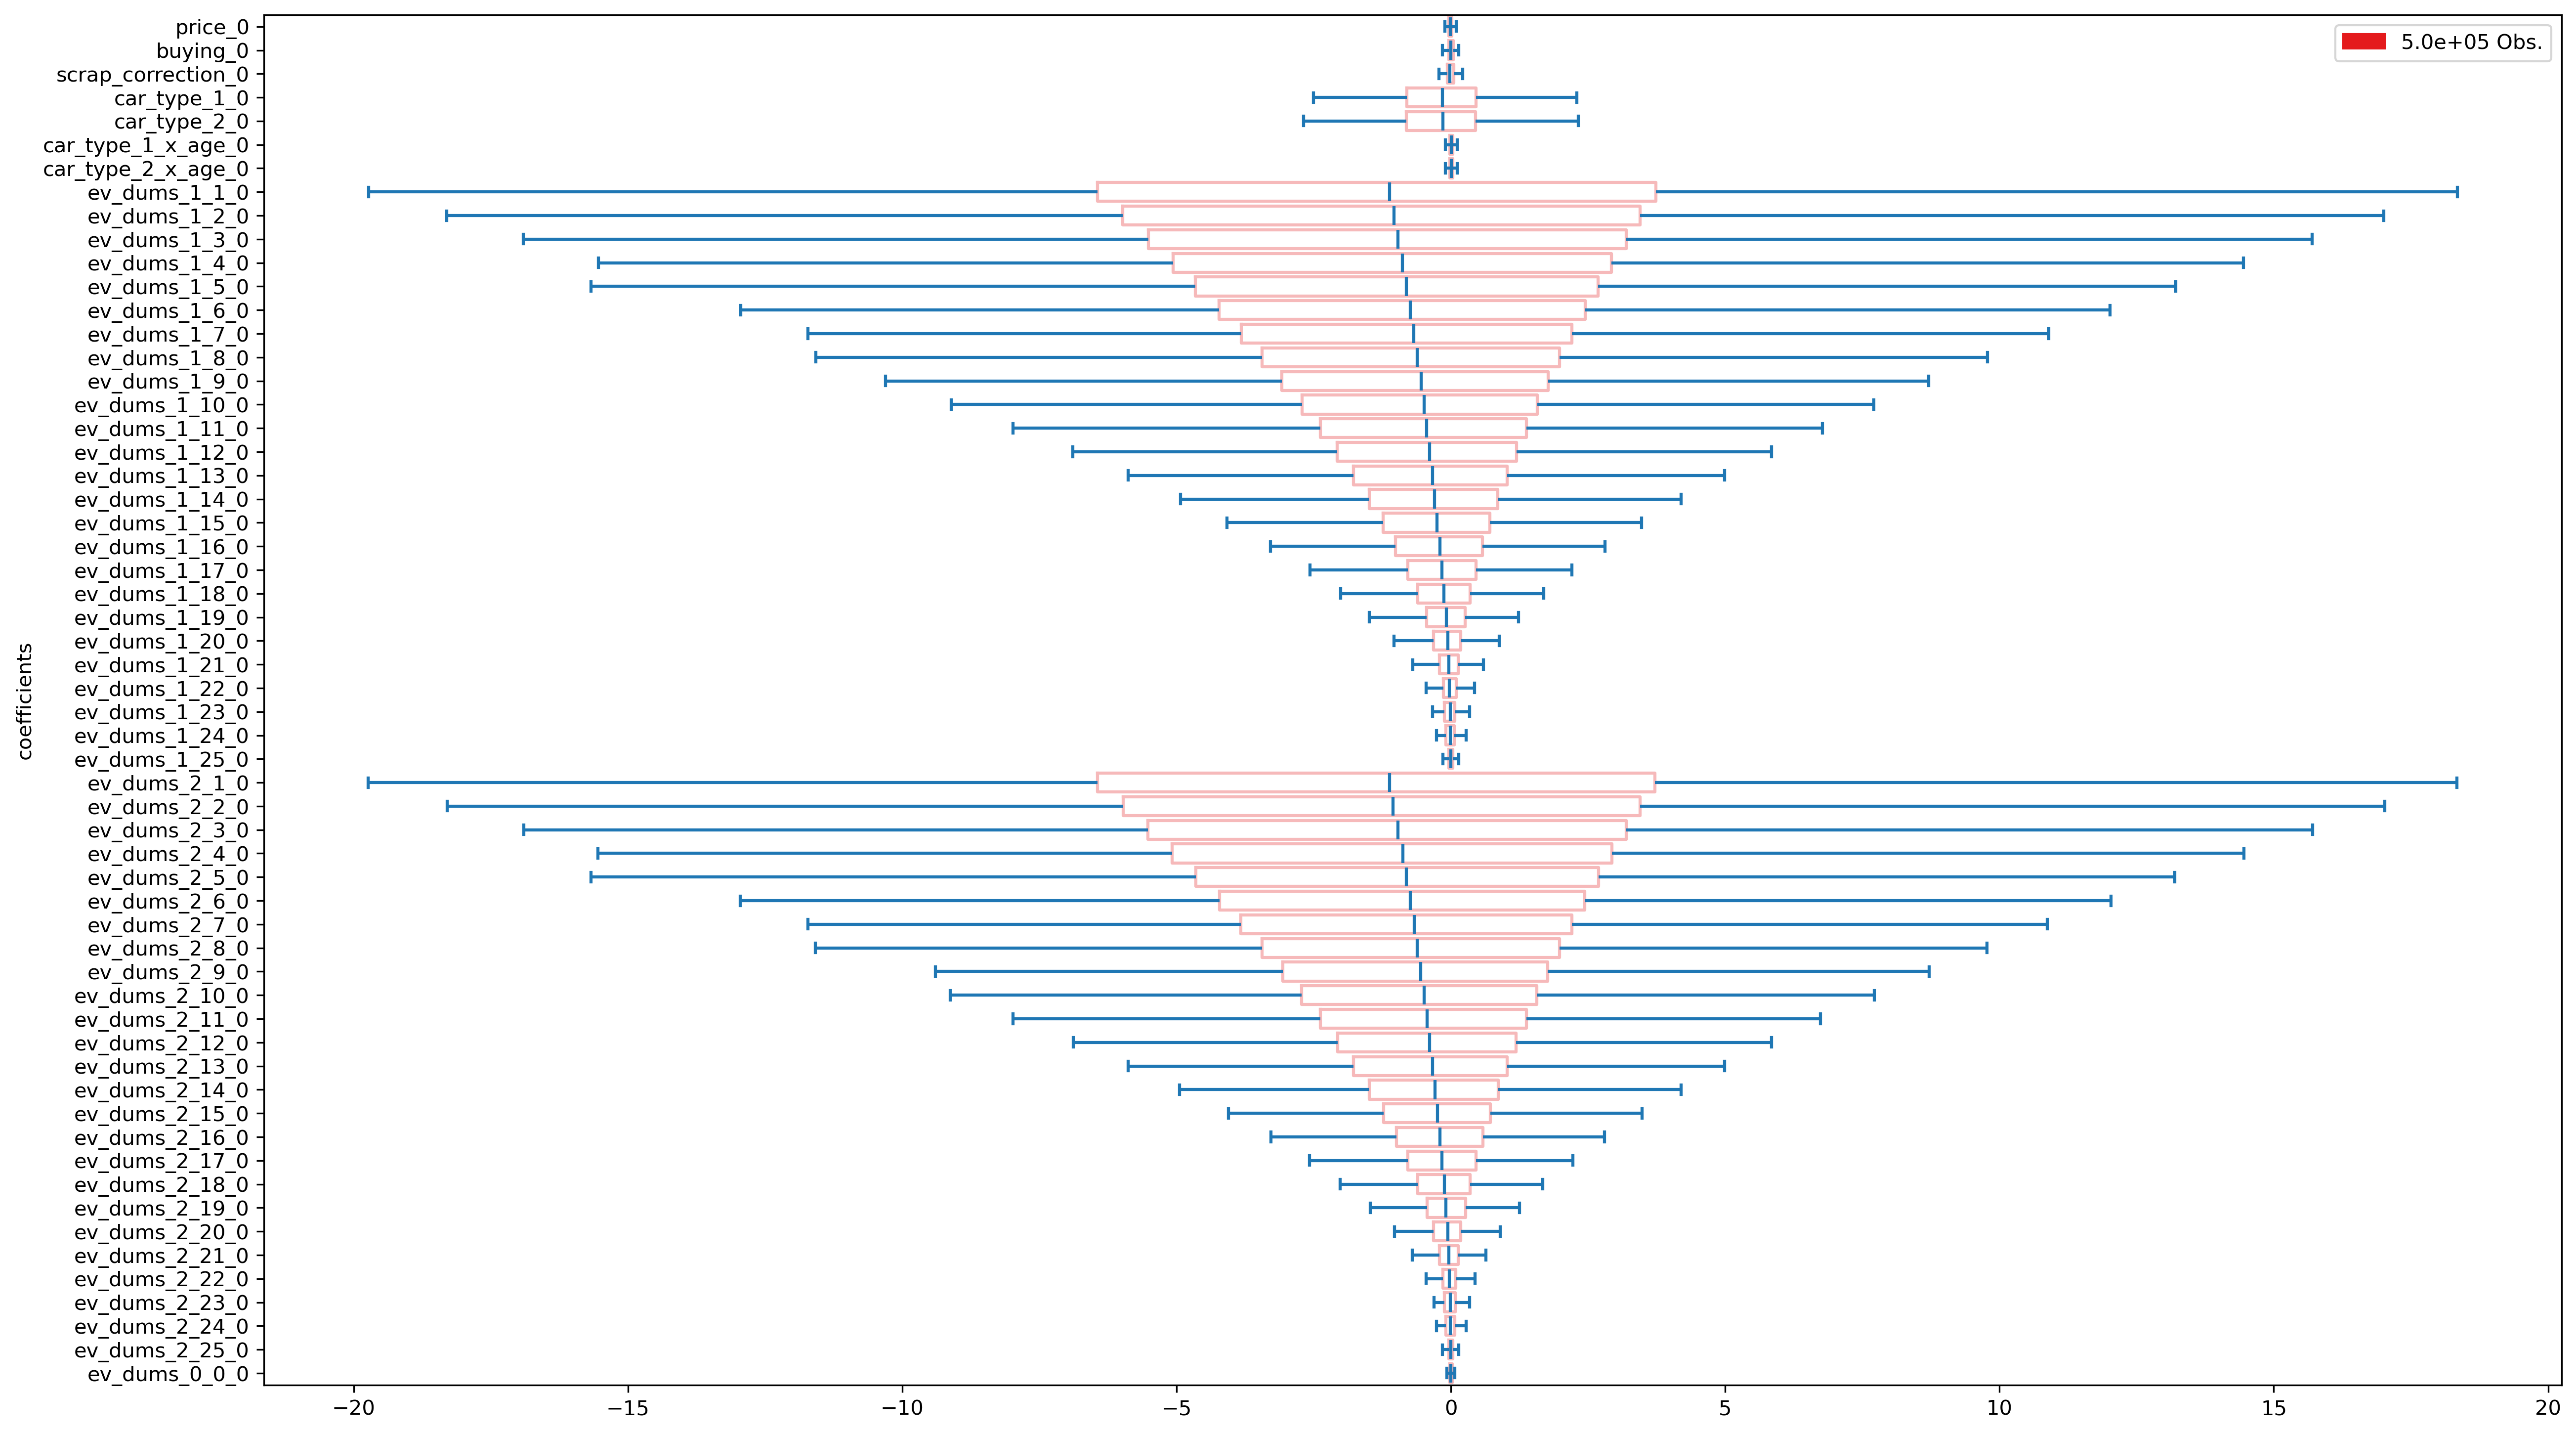 price_0
buying_0
scrap_correction_0
car_type_1_0
car_type_2_0
car_type_1_x_age_0
car_type_2_x_age_0
ev_dums_1_1_0
ev_dums_1_2_0
ev_dums_1_3_0
ev_dums_1_4_0
ev_dums_1_5_0
ev_dums_1_6_0
ev_dums_1_7_0
ev_dums_1_8_0
ev_dums_1_9_0
ev_dums_1_10_0
ev_dums_1_11_0
ev_dums_1_12_0
ev_dums_1_13_0
ev_dums_1_14_0
ev_dums_1_15_0
ev_dums_1_16_0
ev_dums_1_17_0
ev_dums_1_18_0
ev_dums_1_19_0
ev_dums_1_20_0
ev_dums_1_21_0
ev_dums_1_22_0
ev_dums_1_23_0
ev_dums_1_24_0
ev_dums_1_25_0
ev_dums_2_1_0
ev_dums_2_2_0
ev_dums_2_3_0
ev_dums_2_4_0
ev_dums_2_5_0
ev_dums_2_6_0
ev_dums_2_7_0
ev_dums_2_8_0
ev_dums_2_9_0
ev_dums_2_10_0
ev_dums_2_11_0
ev_dums_2_12_0
ev_dums_2_13_0
ev_dums_2_14_0
ev_dums_2_15_0
ev_dums_2_16_0
ev_dums_2_17_0
ev_dums_2_18_0
ev_dums_2_19_0
ev_dums_2_20_0
ev_dums_2_21_0
ev_dums_2_22_0
ev_dums_2_23_0
ev_dums_2_24_0
ev_dums_2_25_0
ev_dums_0_0_0
coefficients
−20 −15 −10 −5 0 5 10 15 20
5.0e+05 Obs.